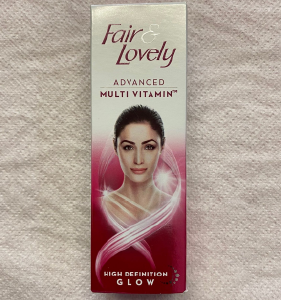 Fair &
Lovely
ADVANCED
MULTI VITAMIN™
HIGH DEFINITION
GLOW